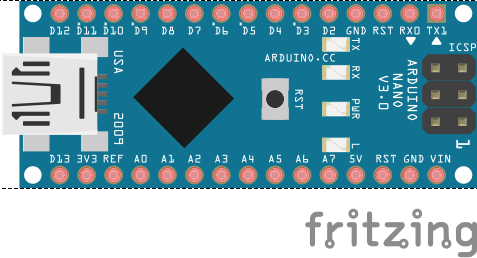 D12 D11 D10 D9 D8 D7 D6 D5 D4 D3 D2 GND RST RX0 TX1
USA
2009
ARDUINO.CC
RST
TX
RX
PWR
L
ARDUINO
NANO
V3.0
ICSP
1
D13 3V3 REF A0 A1 A2 A3 A4 A5 A6 A7 5V RST GND VIN
fritzing